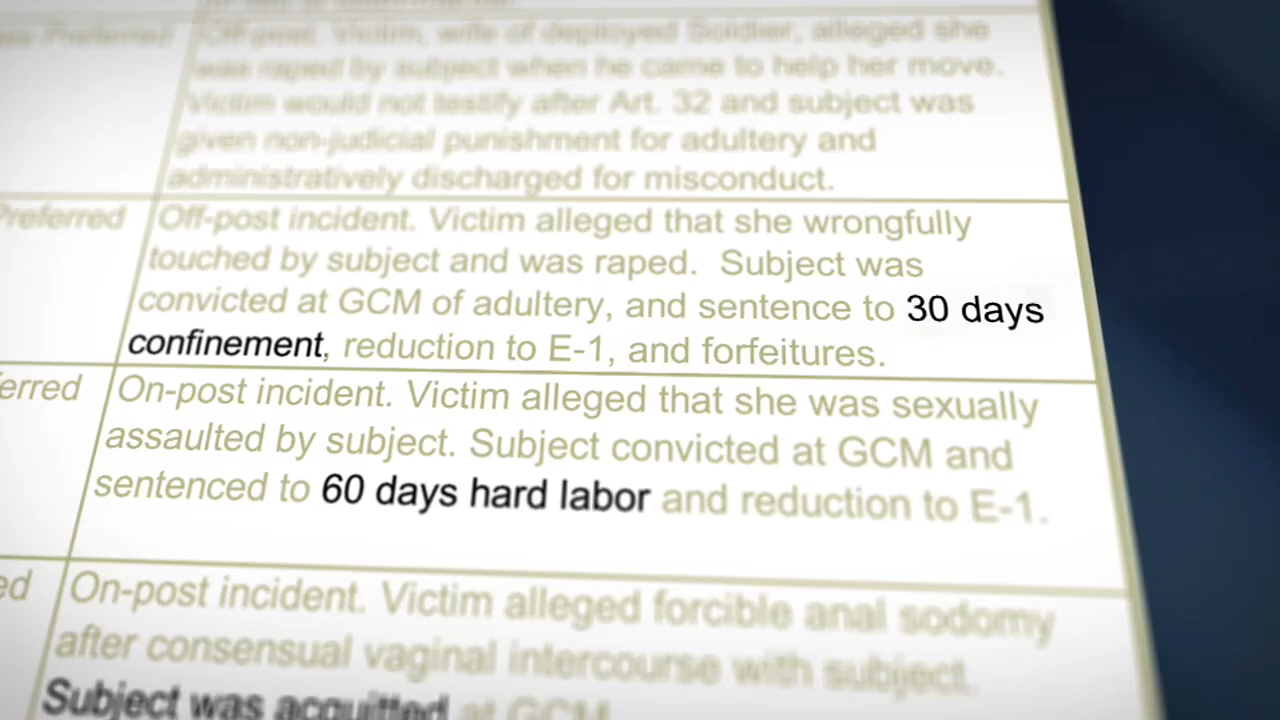 Preferred
Off-post. Victim, wife of deployed Soldier, alleged she
was raped by subject when he came to help her move.
Victim would not testify after Art. 32 and subject was
given non-judicial punishment for adultery and
administratively discharged for misconduct.
Preferred
Off-post incident. Victim alleged that she wrongfully
touched by subject and was raped. Subject was
convicted at GCM of adultery, and sentence to 30 days
confinement, reduction to E-1, and forfeitures.
erred
On-post incident. Victim alleged that she was sexually
assaulted by subject. Subject convicted at GCM and
sentenced to 60 days hard labor and reduction to E-1.
ed
On-post incident. Victim alleged forcible anal sodomy
after consensual vaginal intercourse with subject.
Subject was acquitted at GCM.